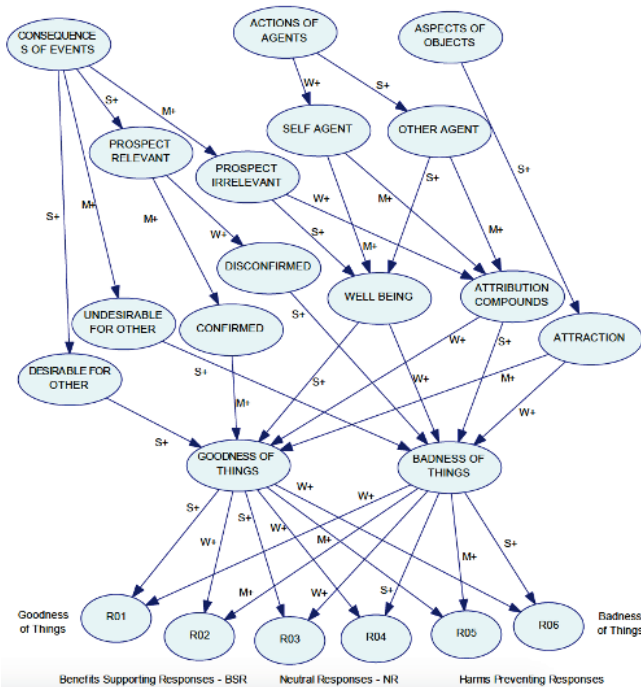 CONSEQUENCE
S OF EVENTS
ACTIONS OF
AGENTS
ASPECTS OF
OBJECTS
W+
S+
S+
M+
SELF AGENT
OTHER AGENT
PROSPECT
RELEVANT
PROSPECT
IRRELEVANT
S+
S+
M+
W+
M+
S+
M+
M+
W+
S+
M+
DISCONFIRMED
WELL BEING
ATTRIBUTION
COMPOUNDS
UNDESIRABLE
FOR OTHER
CONFIRMED
S+
ATTRACTION
W+
S+
DESIRABLE FOR
OTHER
S+
S+
W+
M+
M+
W+
S+
GOODNESS OF
THINGS
BADNESS OF
THINGS
W+
W+
S+
S+
W+
W+
M+
M+
S+
M+
W+
S+
Goodness
of Things
R01
R02
R03
R04
R05
R06
Badness
of Things
Benefits Supporting Responses - BSR
Neutral Responses - NR
Harms Preventing Responses